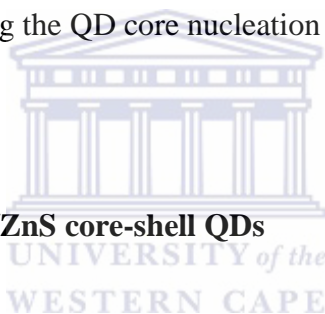 g the QD core nucleation
ZnS core-shell QDs
UNIVERSITY of the
WESTERN CAPE